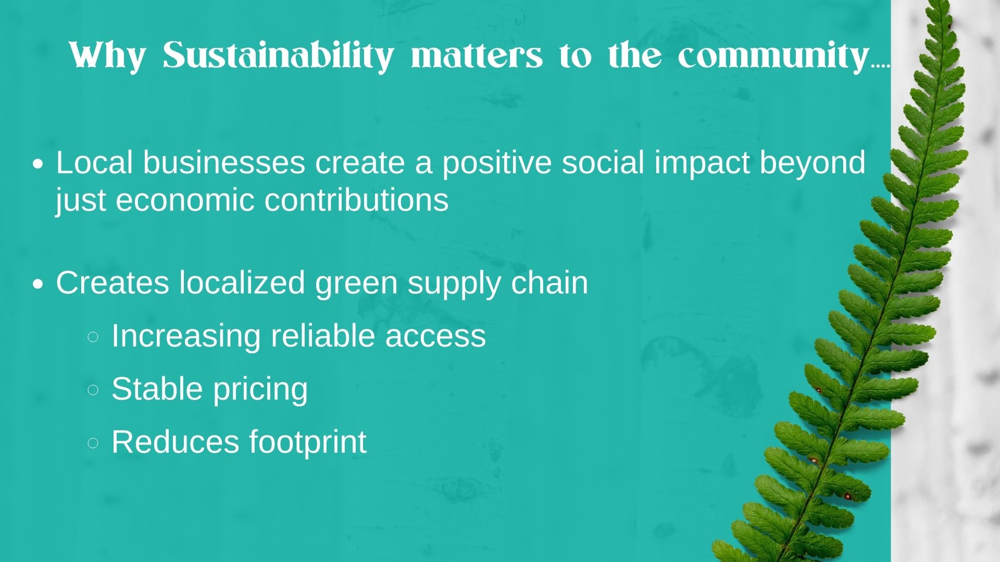 Why Sustainability matters to the community....
• Local businesses create a positive social impact beyond
just economic contributions
• Creates localized green supply chain
○ Increasing reliable access
○ Stable pricing
○ Reduces footprint